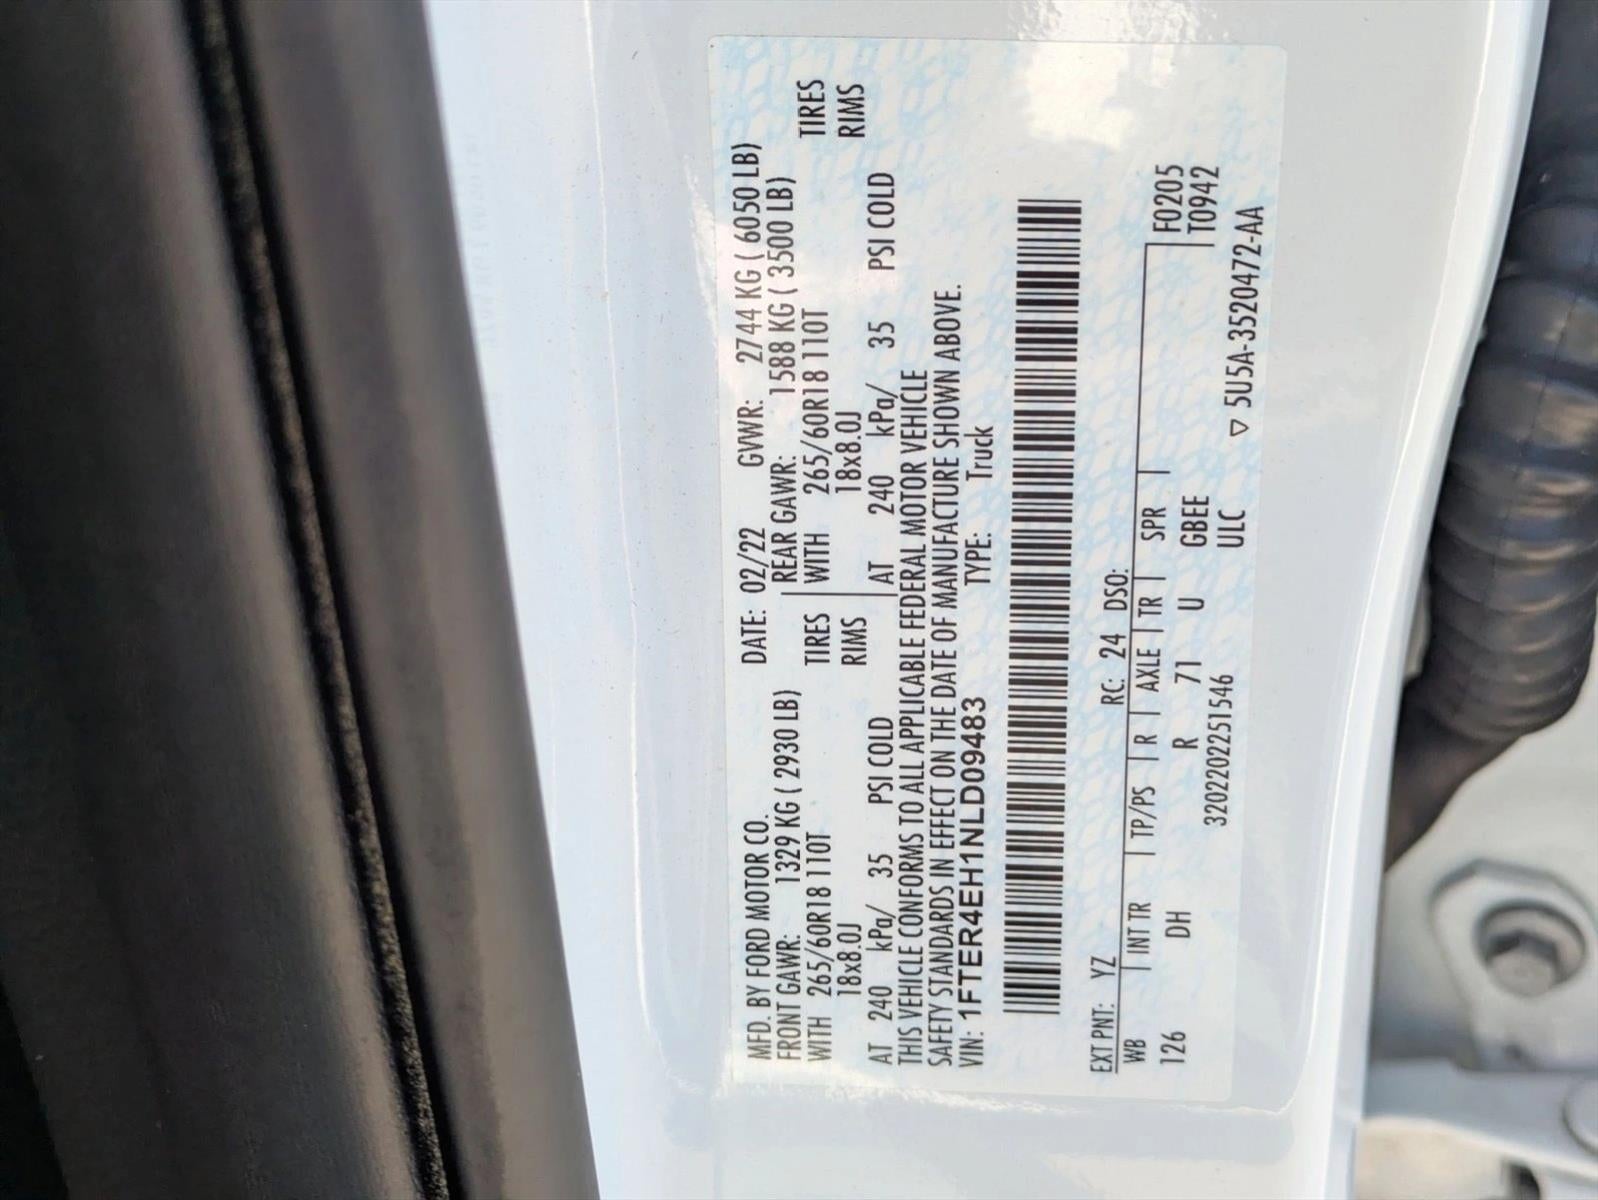 MFD. BY FORD MOTOR CO. DATE: 02/22 GVWR: 2744 KG ( 6050 LB)
FRONT GAWR: 1329 KG ( 2930 LB) REAR GAWR: 1588 KG ( 3500 LB)
WITH 265/60R18 110T TIRES WITH 265/60R18 110T TIRES
18x8.0J RIMS 18x8.0J RIMS
AT 240 kPa/ 35 PSI COLD AT 240 kPa/ 35 PSI COLD
THIS VEHICLE CONFORMS TO ALL APPLICABLE FEDERAL MOTOR VEHICLE
SAFETY STANDARDS IN EFFECT ON THE DATE OF MANUFACTURE SHOWN ABOVE.
VIN: 1FTER4EH1NLD09483 TYPE: Truck
EXT PNT: YZ RC: 24 DSO:
WB INT TR TP/PS R AXLE TR SPR F0205
126 DH R 71 U GBEE T0942
3202202251546 ULC
▽ 5U5A-3520472-AA